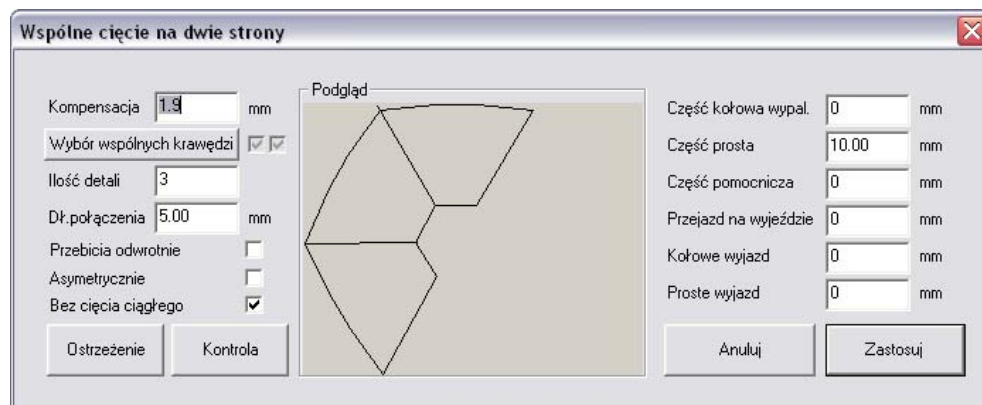 Wspólne cięcie na dwie strony
Kompensacja 1.9 mm
Wybór wspólnych krawędzi
Ilość detali 3
Dł.połączenia 5.00 mm
Przebicia odwrotnie
Asymetrycznie
Bez cięcia ciągłego
Ostrzeżenie Kontrola
Podgląd
Część kołowa wypal. 0 mm
Część prosta 10.00 mm
Część pomocnicza 0 mm
Przejazd na wyjeździe 0 mm
Kołowe wyjazd 0 mm
Proste wyjazd 0 mm
Anuluj Zastosuj